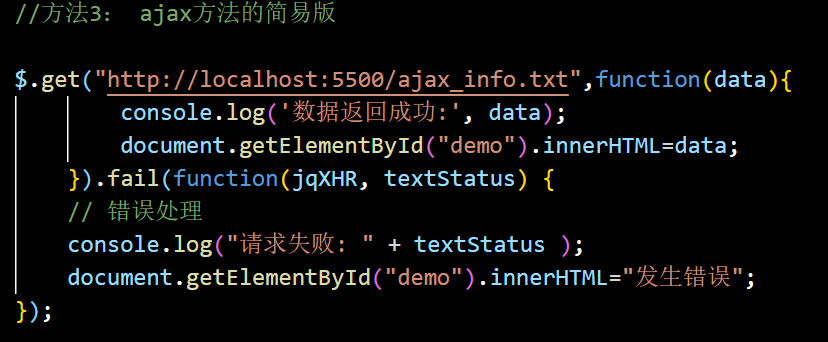 //方法3： ajax方法的简易版
$.get("http://localhost:5500/ajax_info.txt",function(data){
console.log('数据返回成功:', data);
document.getElementById("demo").innerHTML=data;
}).fail(function(jqXHR, textStatus) {
// 错误处理
console.log("请求失败: " + textStatus );
document.getElementById("demo").innerHTML="发生错误";
});